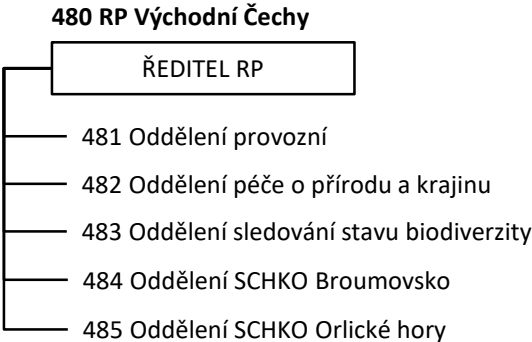 480 RP Východní Čechy
ŘEDITEL RP
481 Oddělení provozní
482 Oddělení péče o přírodu a krajinu
483 Oddělení sledování stavu biodiverzity
484 Oddělení SCHKO Broumovsko
485 Oddělení SCHKO Orlické hory